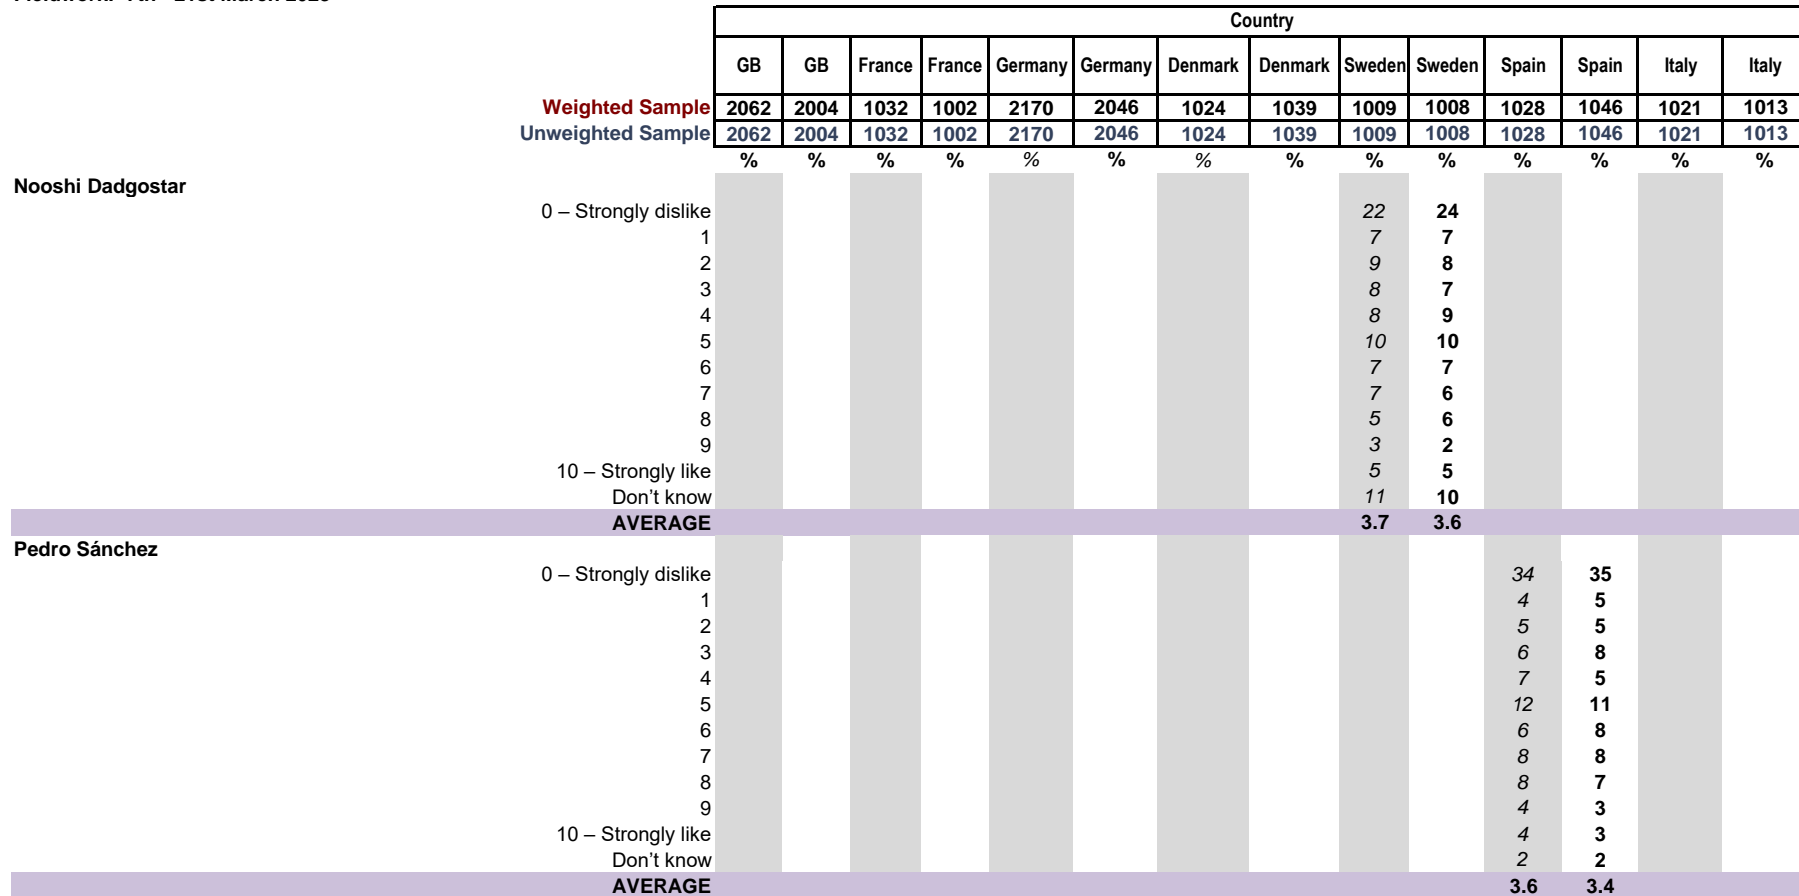 Country
GB GB France France Germany Germany Denmark Denmark Sweden Sweden Spain Spain Italy Italy
Weighted Sample 2062 2004 1032 1002 2170 2046 1024 1039 1009 1008 1028 1046 1021 1013
Unweighted Sample 2062 2004 1032 1002 2170 2046 1024 1039 1009 1008 1028 1046 1021 1013
% % % % % % % % % % % % % %
Nooshi Dadgostar
0 – Strongly dislike 22 24
1 7 7
2 9 8
3 8 7
4 8 9
5 10 10
6 7 7
7 7 6
8 5 6
9 3 2
10 – Strongly like 5 5
Don't know 11 10
AVERAGE 3.7 3.6
Pedro Sánchez
0 – Strongly dislike 34 35
1 4 5
2 5 5
3 6 8
4 7 5
5 12 11
6 6 8
7 8 8
8 8 7
9 4 3
10 – Strongly like 4 3
Don't know 2 2
AVERAGE 3.6 3.4